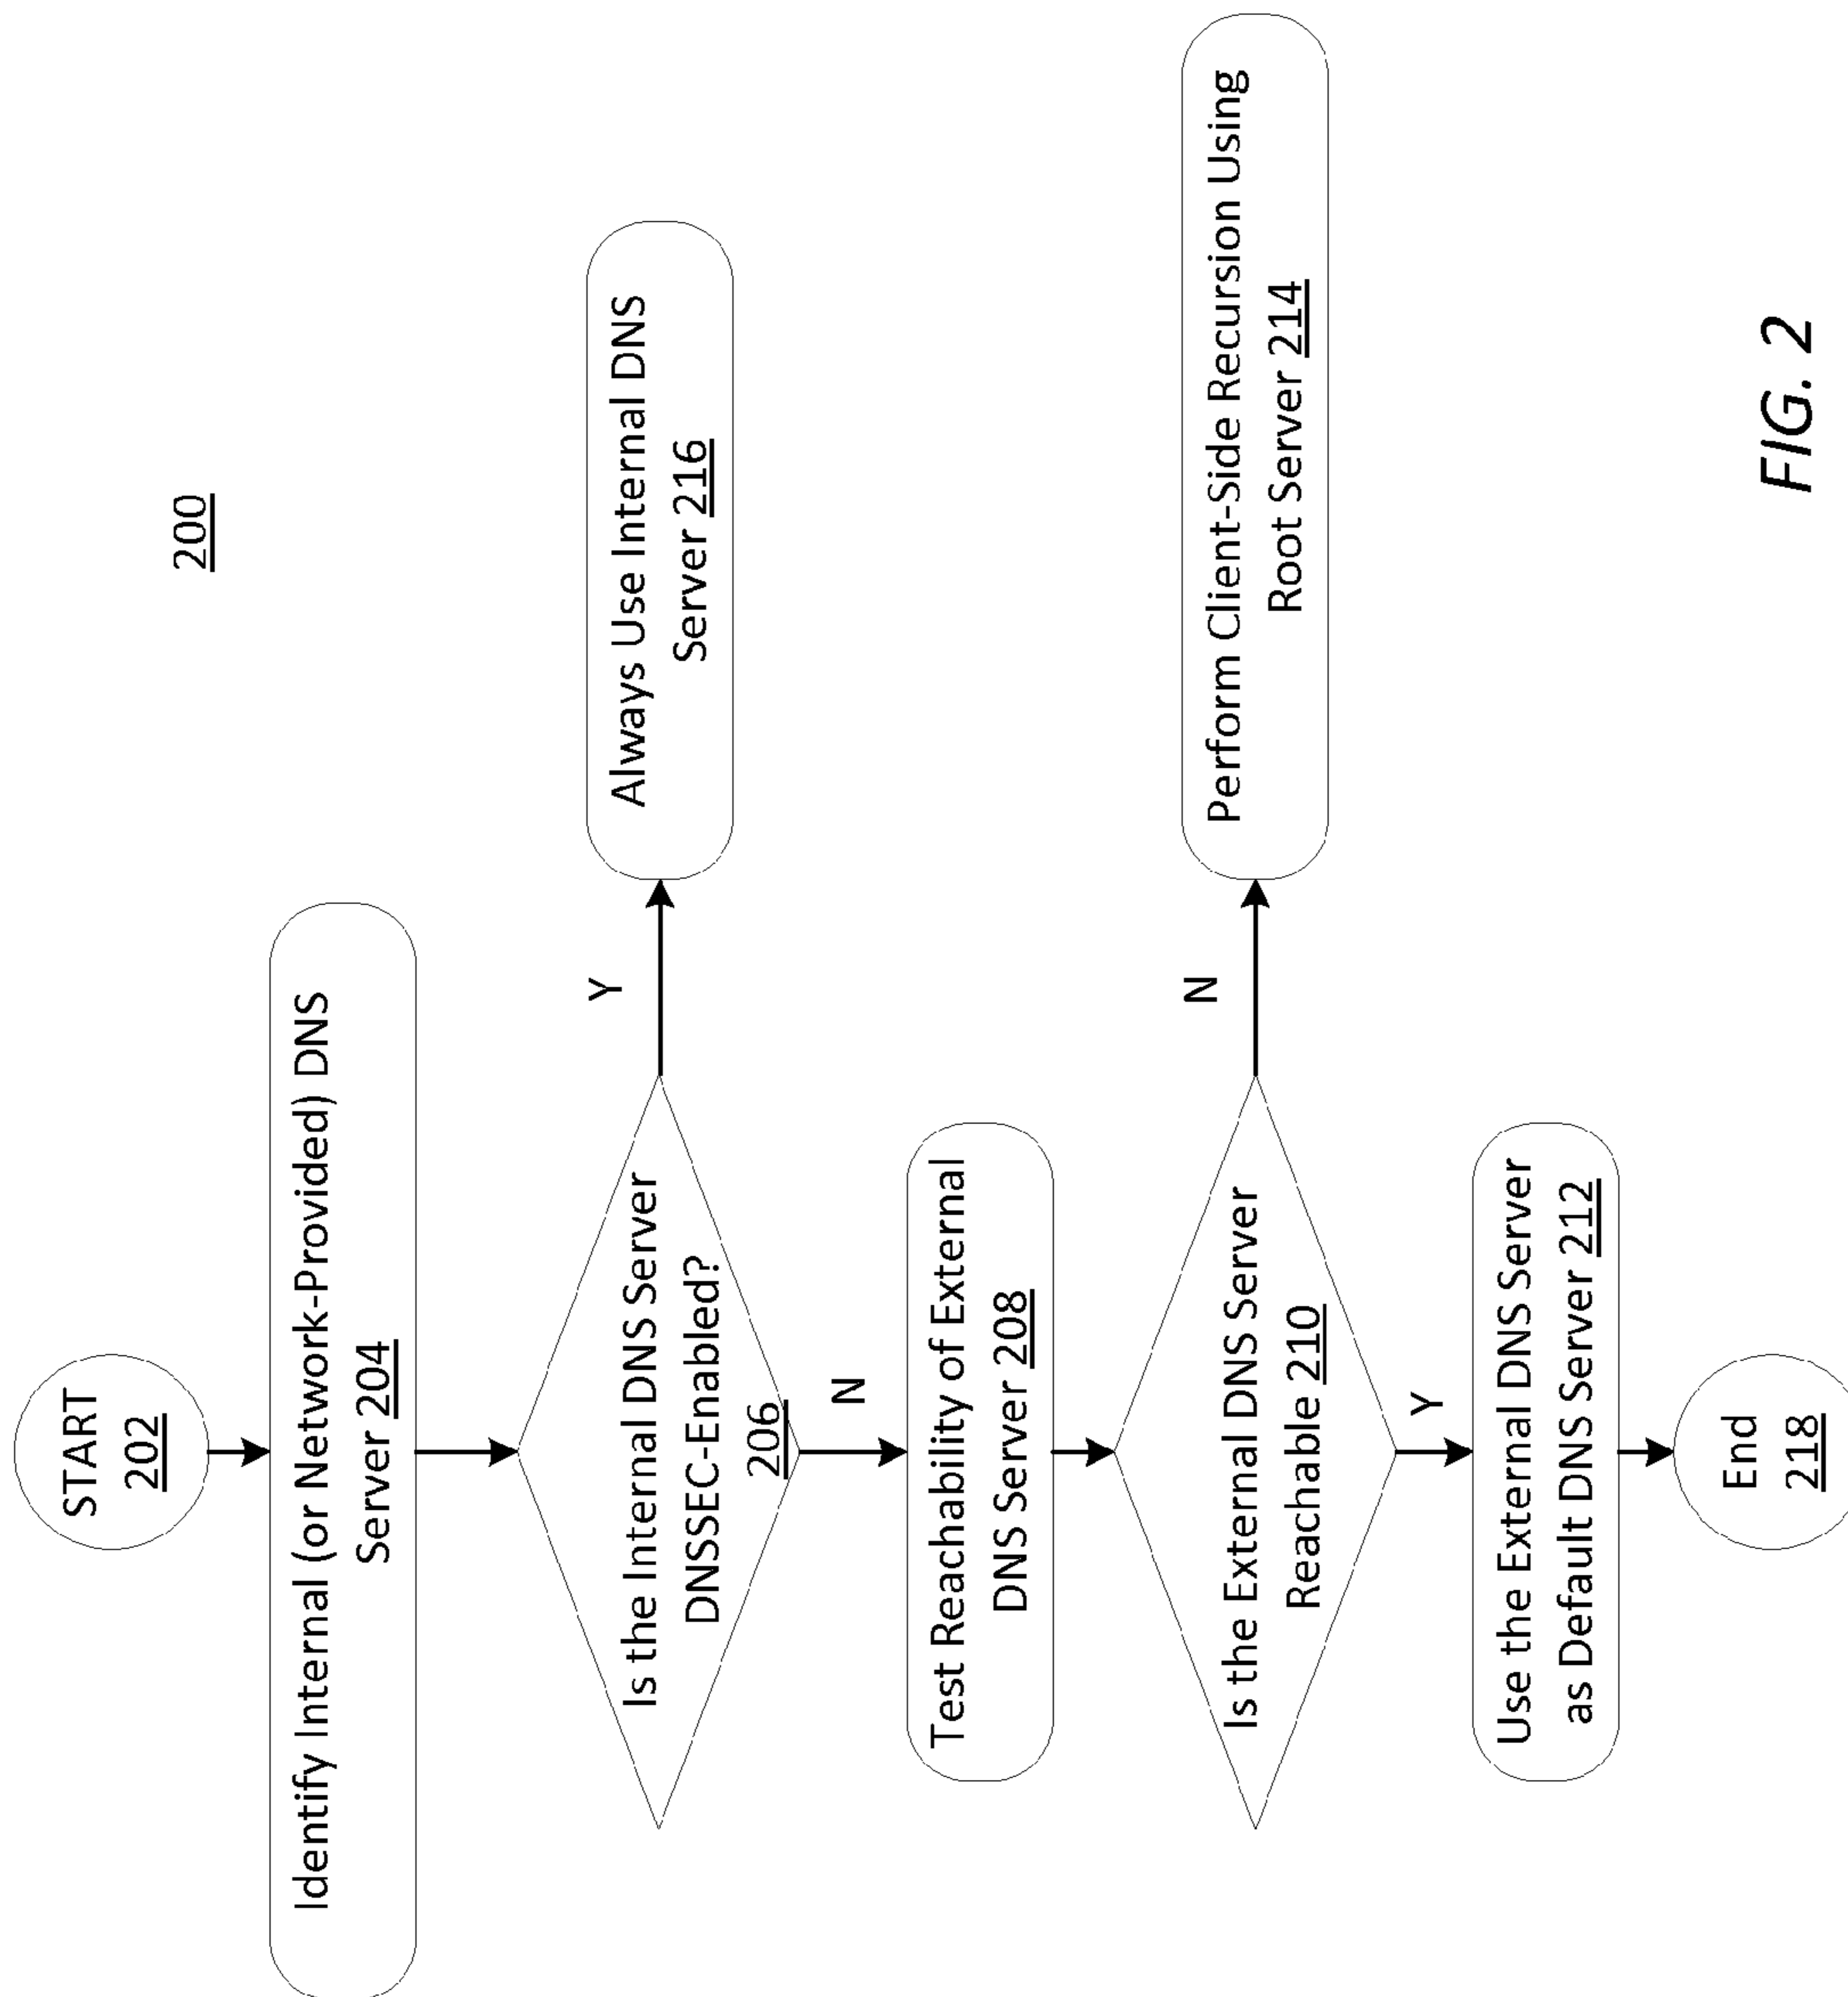 200
START
202
Identify Internal (or Network-Provided) DNS
Server 204
Is the Internal DNS Server
DNSSEC-Enabled?
206
Y
Always Use Internal DNS
Server 216
N
Test Reachability of External
DNS Server 208
Is the External DNS Server
Reachable 210
N
Perform Client-Side Recursion Using
Root Server 214
Y
Use the External DNS Server
as Default DNS Server 212
End
218
FIG. 2